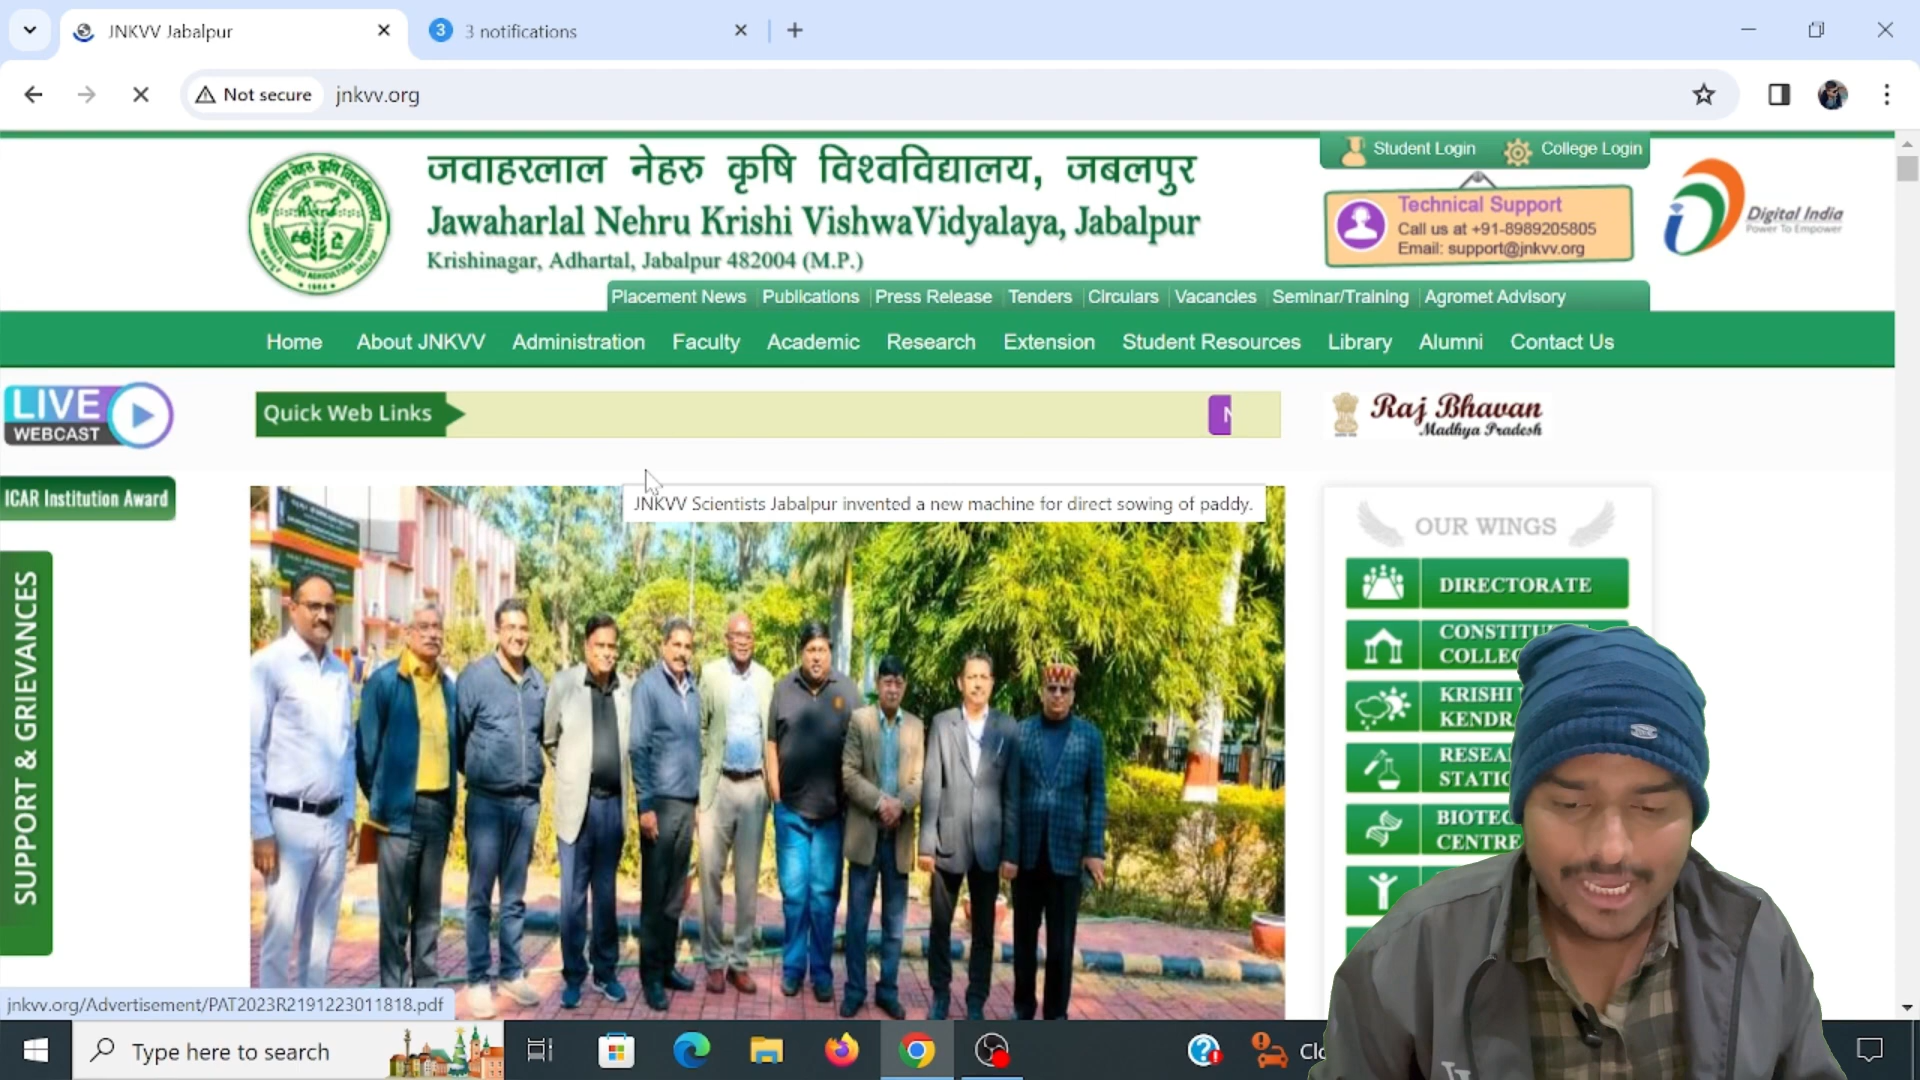 JNKVV Jabalpur
3 3 notifications
Not secure jnkvv.org
जवाहरलाल नेहरु कृषि विश्वविद्यालय, जबलपुर
Jawaharlal Nehru Krishi VishwaVidyalaya, Jabalpur
Krishinagar, Adhartal, Jabalpur 482004 (M.P.)
Student Login College Login
Technical Support
Call us at +91-8989205805
Email: support@jnkvv.org
Digital India
Power To Empower
Placement News Publications Press Release Tenders Circulars Vacancies Seminar/Training Agromet Advisory
Home About JNKVV Administration Faculty Academic Research Extension Student Resources Library Alumni Contact Us
LIVE
WEBCAST
Quick Web Links
Raj Bhavan
Madhya Pradesh
ICAR Institution Award
JNKVV Scientists Jabalpur invented a new machine for direct sowing of paddy.
SUPPORT & GRIEVANCES
OUR WINGS
DIRECTORATE
KRISHI
CENTRE
jnkvv.org/Advertisement/PAT2023R2191223011818.pdf
Type here to search